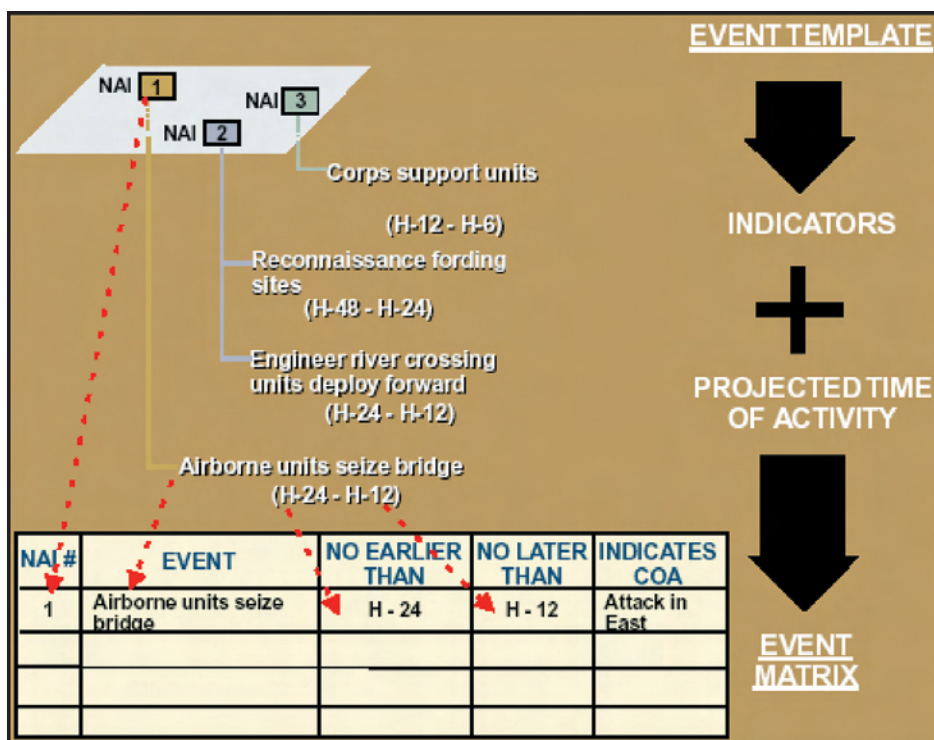 EVENT TEMPLATE
NAI 1
NAI 3
NAI 2
Corps support units
(H-12 - H-6)
INDICATORS
Reconnaissance fording
sites
(H-48 - H-24)
Engineer river crossing
units deploy forward
(H-24 - H-12)
PROJECTED TIME
OF ACTIVITY
Airborne units seize bridge
(H-24 - H-12)
NAI # EVENT NO EARLIER THAN NO LATER THAN INDICATES COA
1 Airborne units seize bridge H - 24 H - 12 Attack in East
EVENT
MATRIX